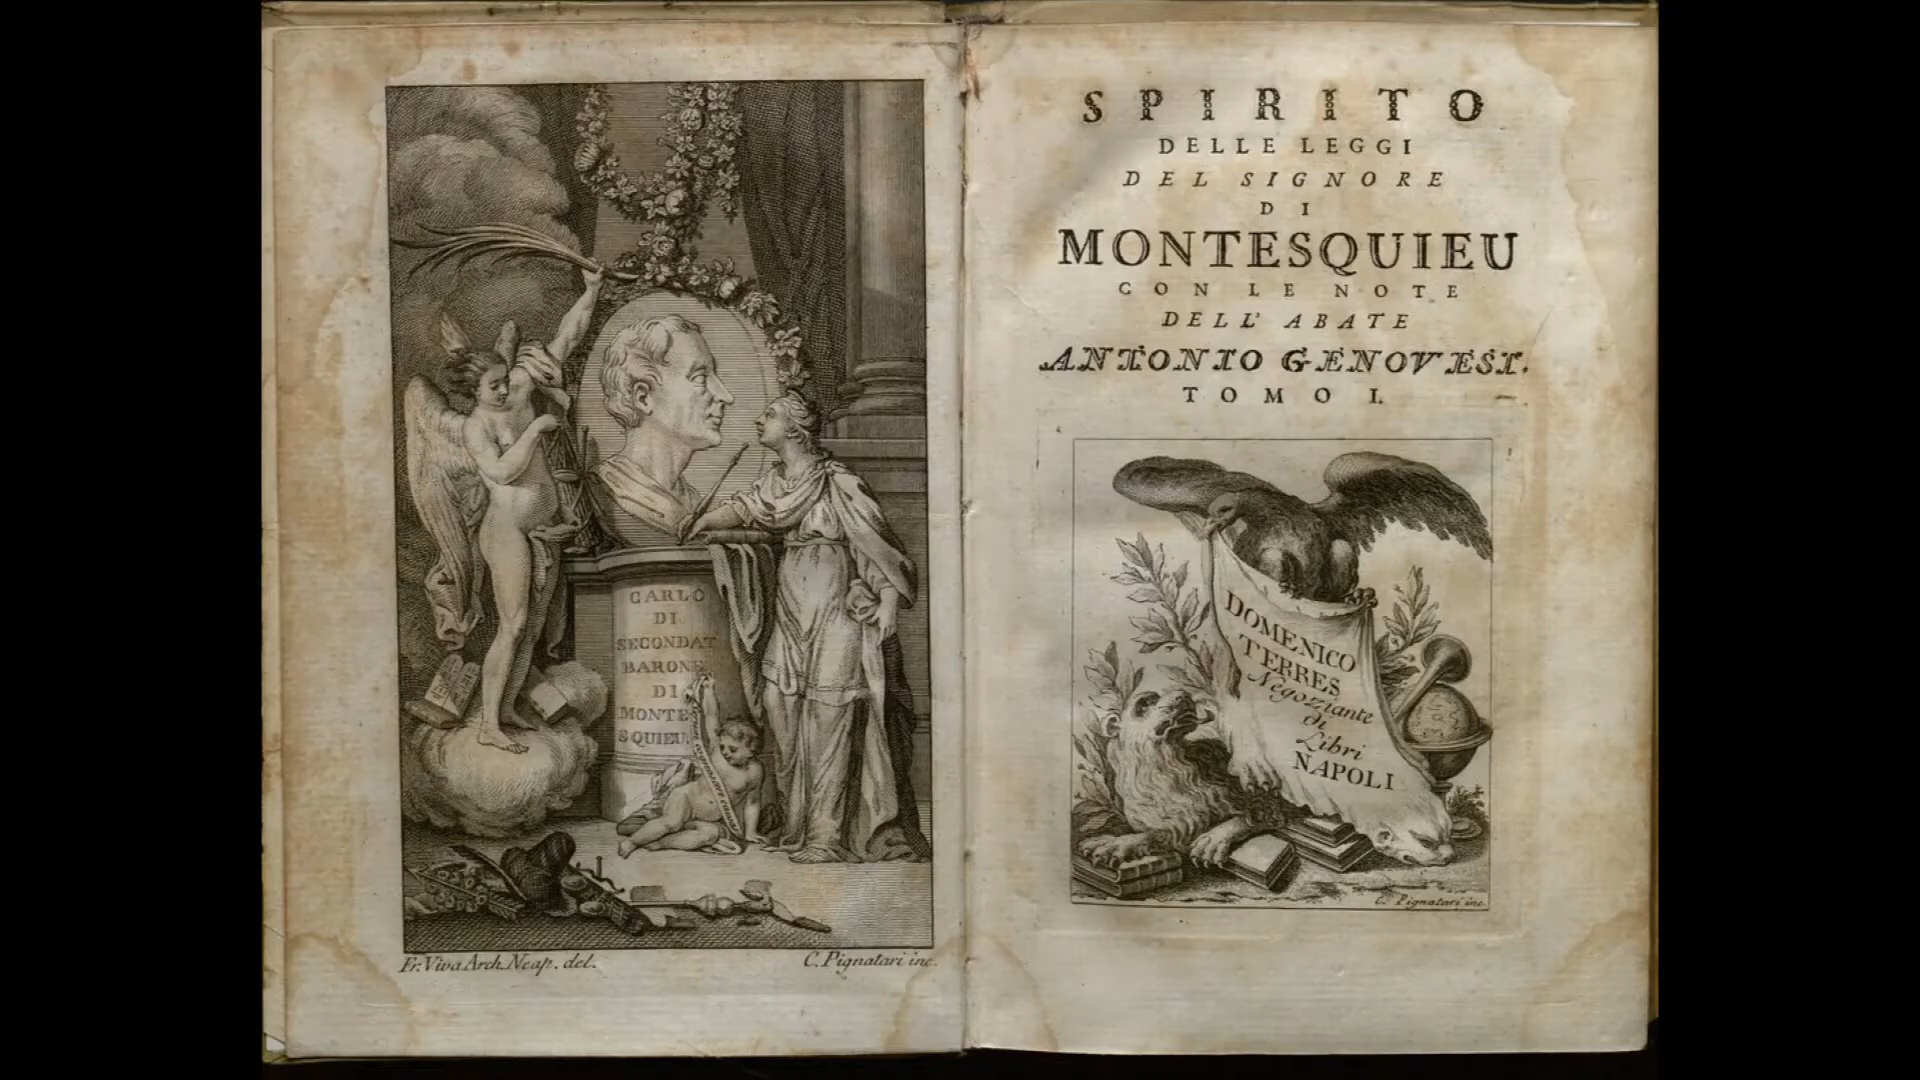 CARLO
DI
SECONDAT
BARONE
DI
MONTE
SQUIEU.
Fr. Viva Arch. Neap. del.
C. Pignatari inc.
SPIRITO
DELLE LEGGI
DEL SIGNORE
DI
MONTESQUIEU
CON LE NOTE
DELL' ABATE
ANTONIO GENOVESI.
TOMO I.
DOMENICO
TERRES
Negozziante
di
Libri
NAPOLI
C. Pignatari inc.